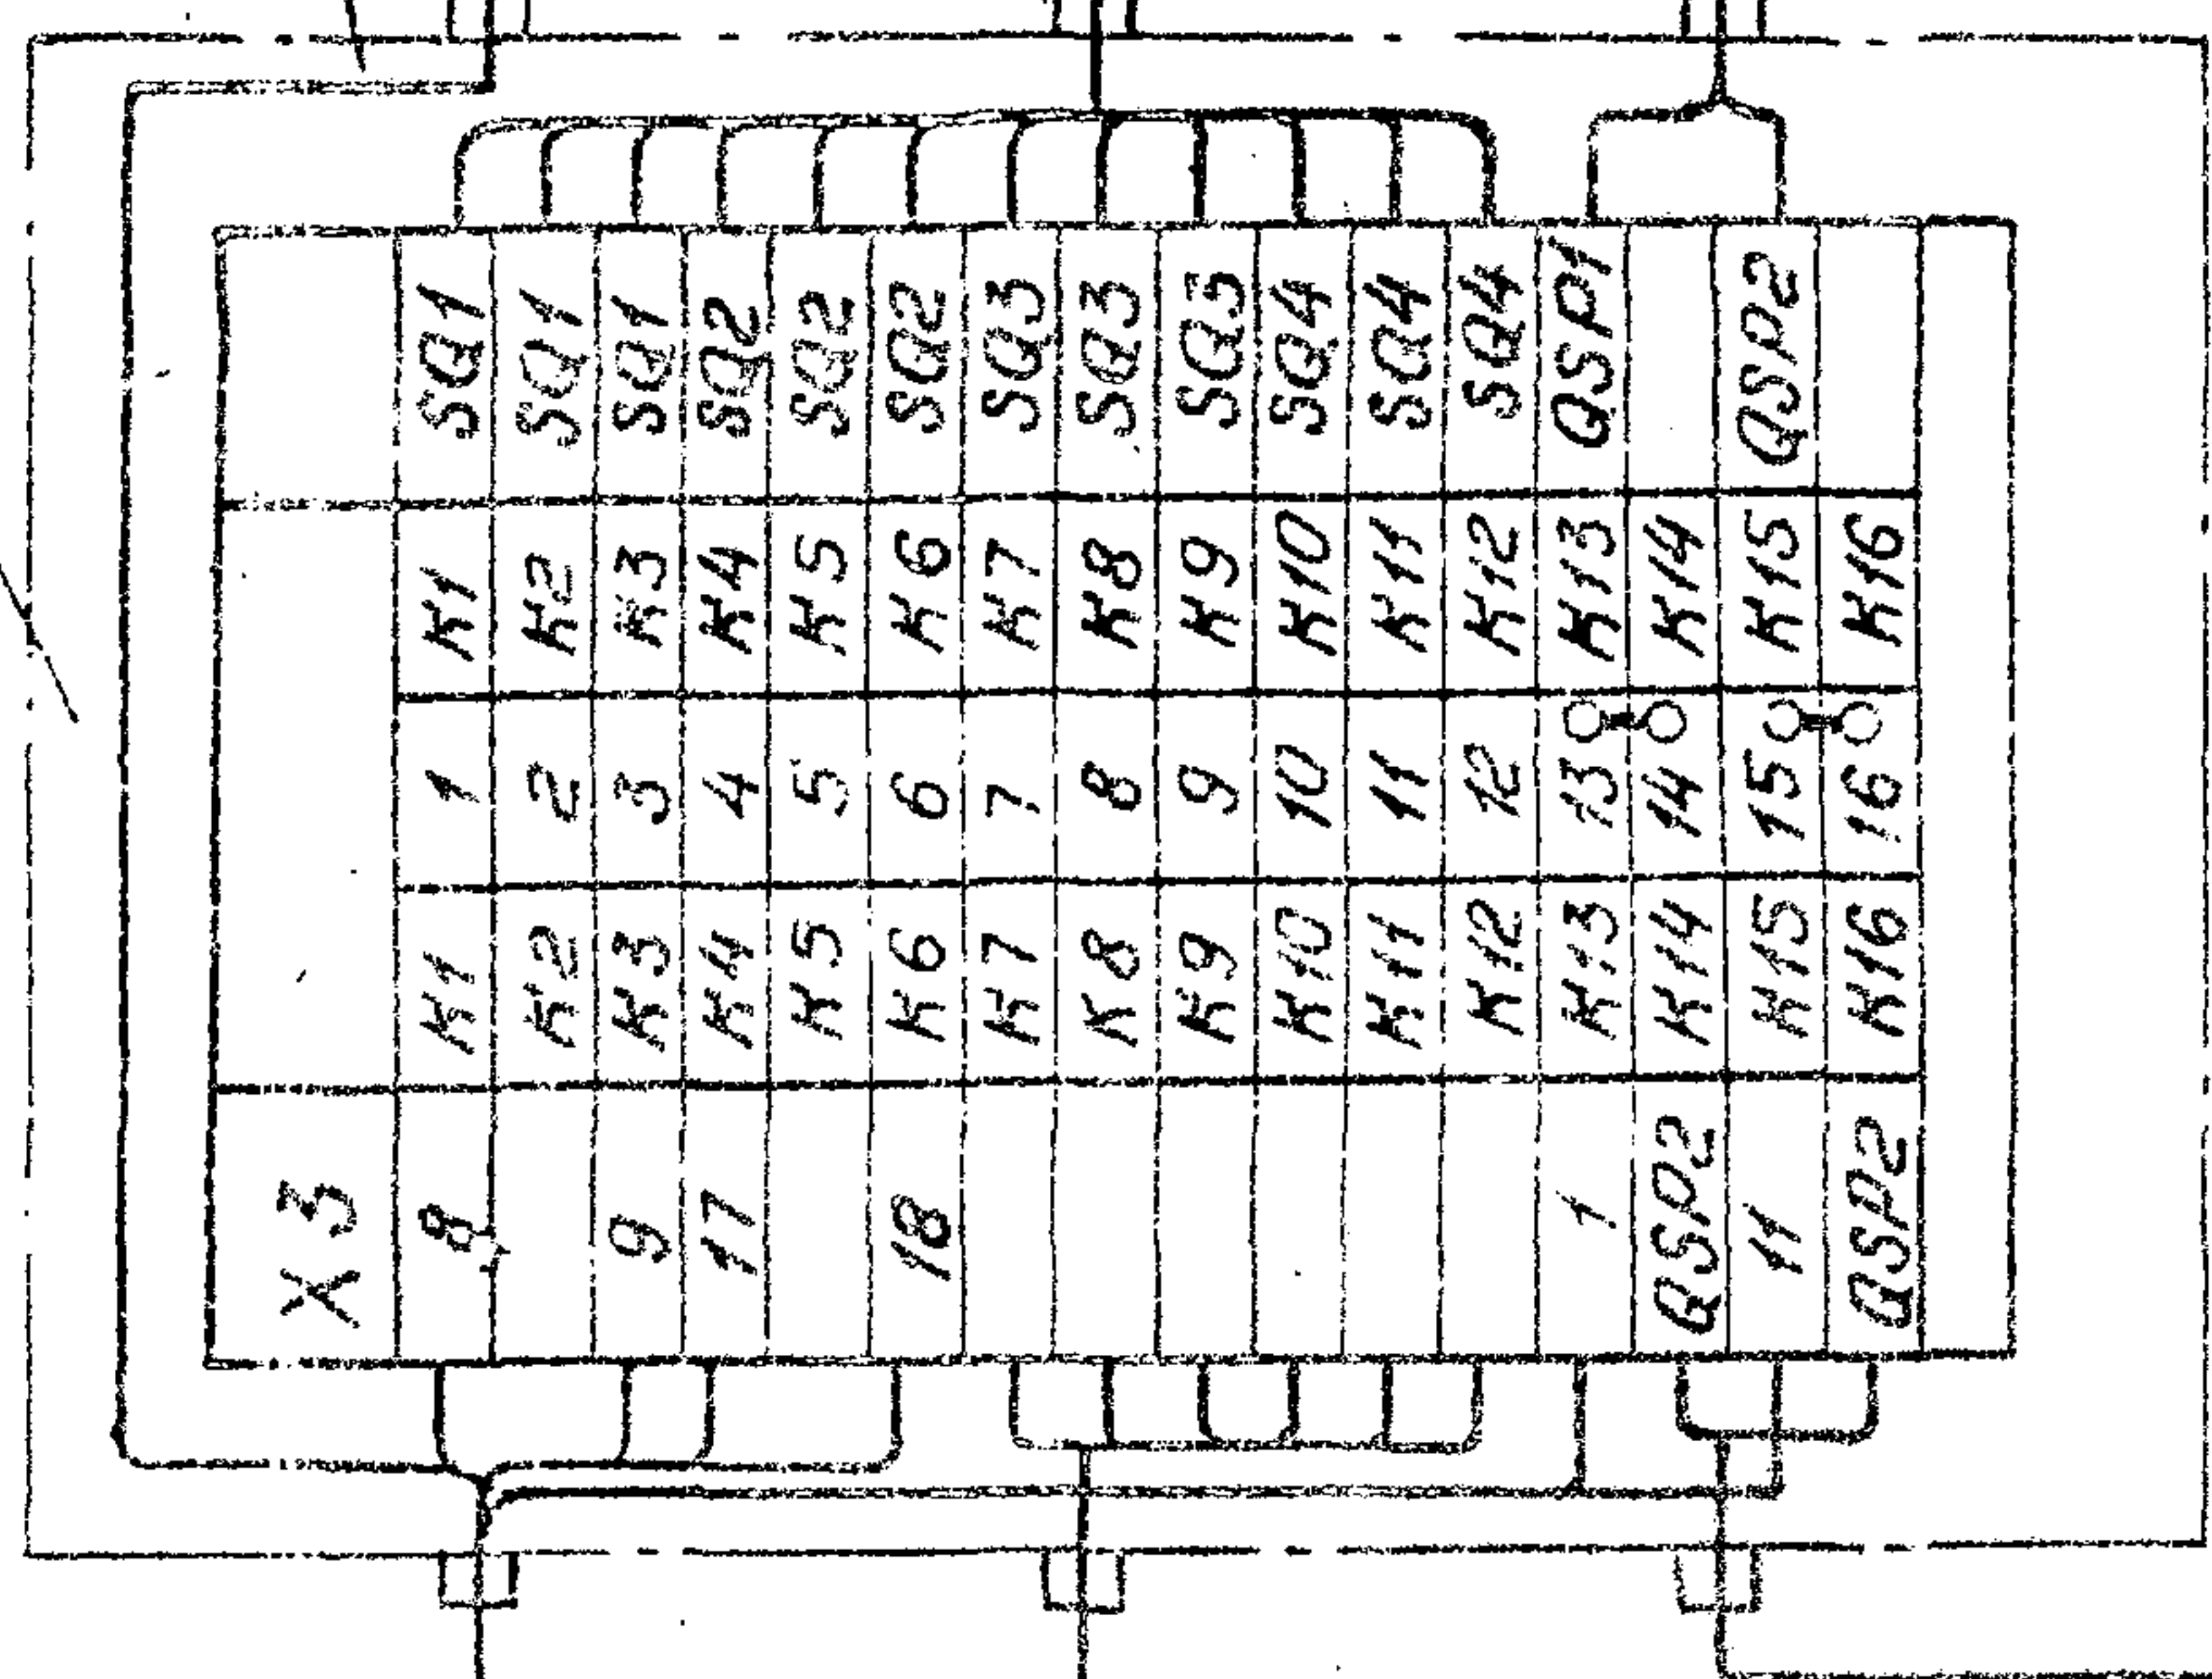 X3
8 K1 1 K1 SQ1
K2 2 K2 SQ1
9 K3 3 K3 SQ1
17 K4 4 K4 SQ2
K5 5 K5 SQ2
18 K6 6 K6 SQ2
K7 7 K7 SQ3
K8 8 K8 SQ3
K9 9 K9 SQ3
K10 10 K10 SQ4
K11 11 K11 SQ4
K12 12 K12 SQ4
1 K13 13 K13 QSP1
QSP2 K14 14 K14
11 K15 15 K15 QSP2
QSP2 K16 16 K16